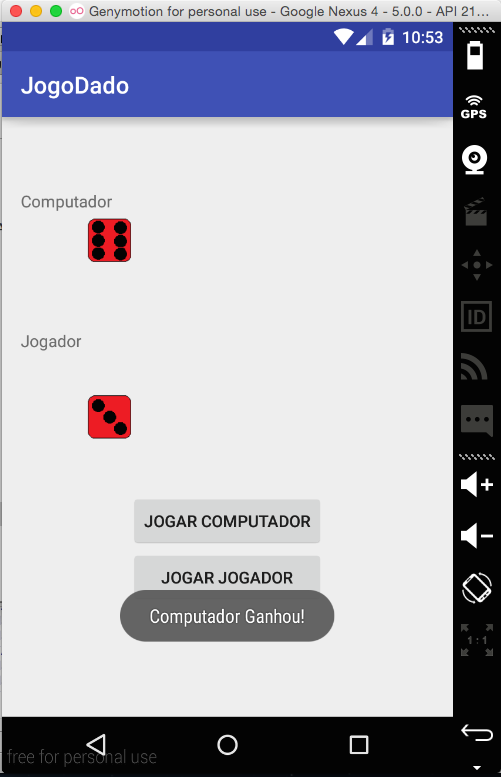 Genymotion for personal use - Google Nexus 4 - 5.0.0 - API 21...
10:53
JogoDado
GPS
Computador
ID
Jogador
JOGAR COMPUTADOR
JOGAR JOGADOR
Computador Ganhou!
1:1
free for personal use